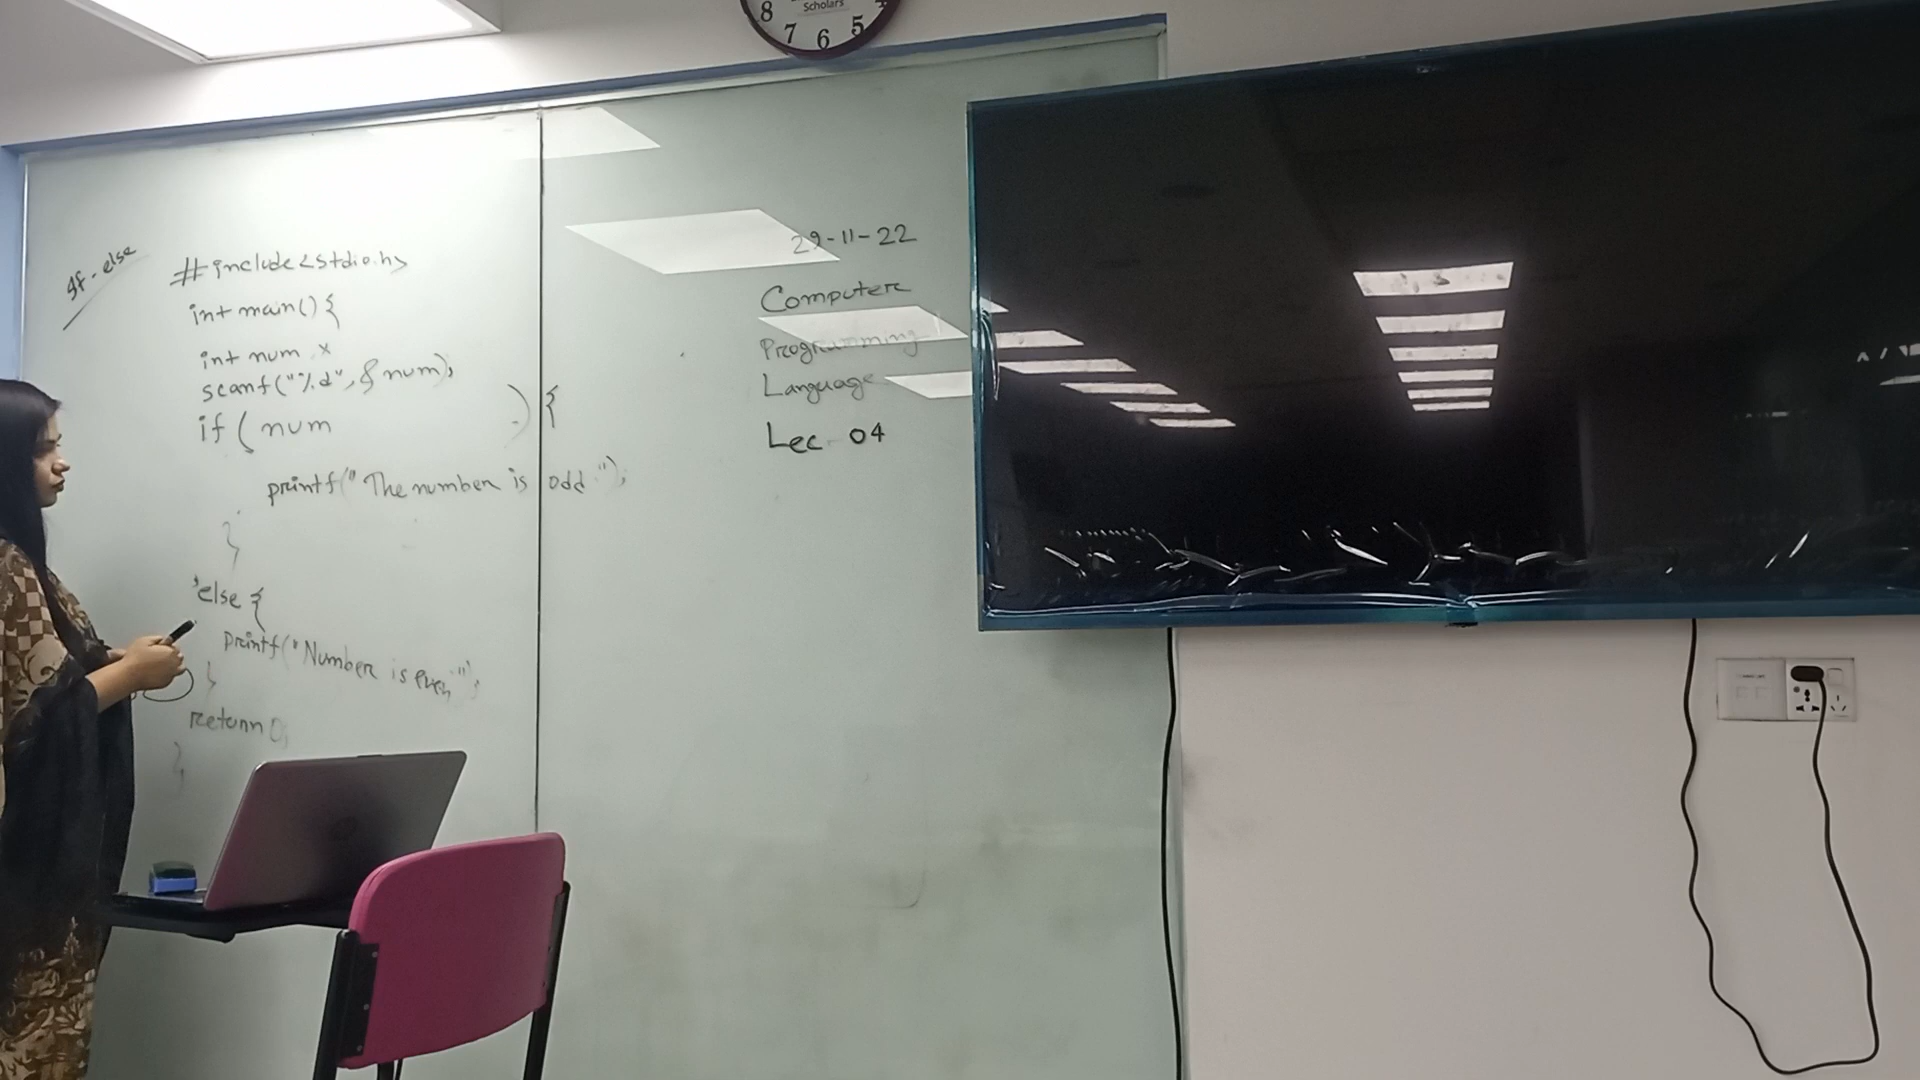 Scholars
8 7 6 5 4
If-else
#include<stdio.h>
int main(){
int num x
scanf("%d", &num);
if (num ) {
printf("The number is odd");
}
else {
printf("Number is even");
}
return 0;
}
29-11-22
Computer
Programming
Language
Lec 04